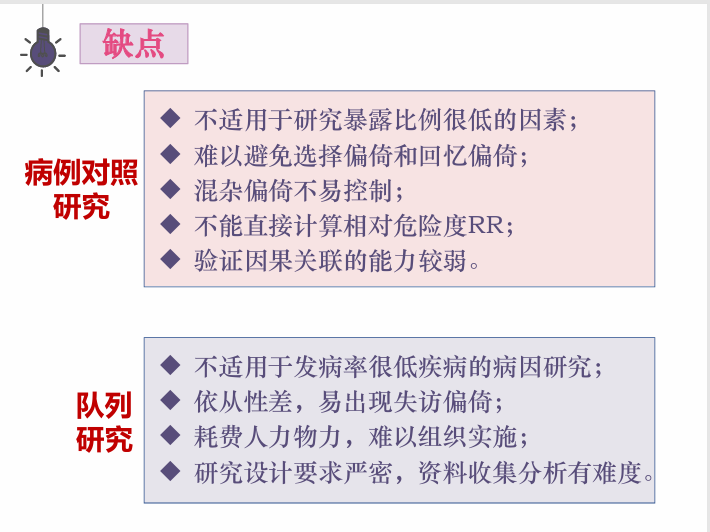 缺点
病例对照
研究
◆ 不适用于研究暴露比例很低的因素；
◆ 难以避免选择偏倚和回忆偏倚；
◆ 混杂偏倚不易控制；
◆ 不能直接计算相对危险度RR；
◆ 验证因果关联的能力较弱。
队列
研究
◆ 不适用于发病率很低疾病的病因研究；
◆ 依从性差，易出现失访偏倚；
◆ 耗费人力物力，难以组织实施；
◆ 研究设计要求严密，资料收集分析有难度。